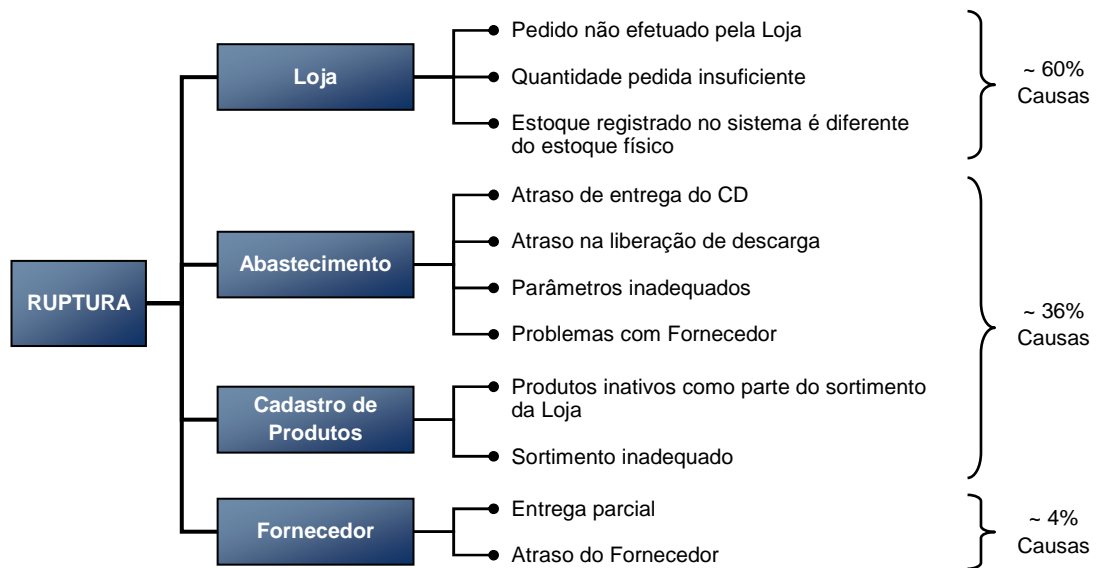 Pedido não efetuado pela Loja
Loja
Quantidade pedida insuficiente
~ 60%
Causas
Estoque registrado no sistema é diferente
do estoque físico
Atraso de entrega do CD
Atraso na liberação de descarga
Abastecimento
Parâmetros inadequados
RUPTURA
~ 36%
Causas
Problemas com Fornecedor
Produtos inativos como parte do sortimento
da Loja
Cadastro de
Produtos
Sortimento inadequado
Entrega parcial
Fornecedor
~ 4%
Causas
Atraso do Fornecedor